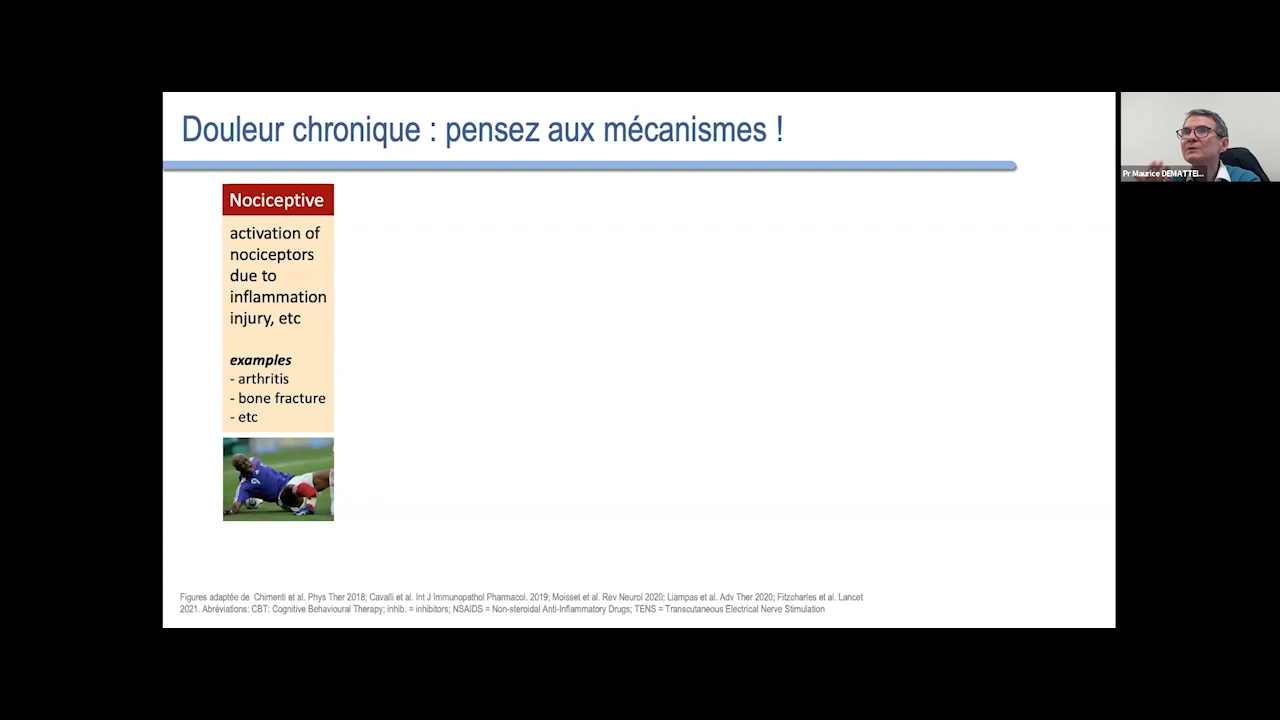 Douleur chronique : pensez aux mécanismes !
Nociceptive
activation of
nociceptors
due to
inflammation
injury, etc
examples
- arthritis
- bone fracture
- etc
9
Figures adaptée de Chimenti et al. Phys Ther 2018; Cavalli et al. Int J Immunopathol Pharmacol. 2019; Moisset et al. Rev Neurol 2020; Liampas et al. Adv Ther 2020; Fitzcharles et al. Lancet
2021. Abréviations: CBT: Cognitive Behavioural Therapy; inhib. = inhibitors; NSAIDS = Non-steroidal Anti-Inflammatory Drugs; TENS = Transcutaneous Electrical Nerve Stimulation
Pr Maurice DEMATTEI...